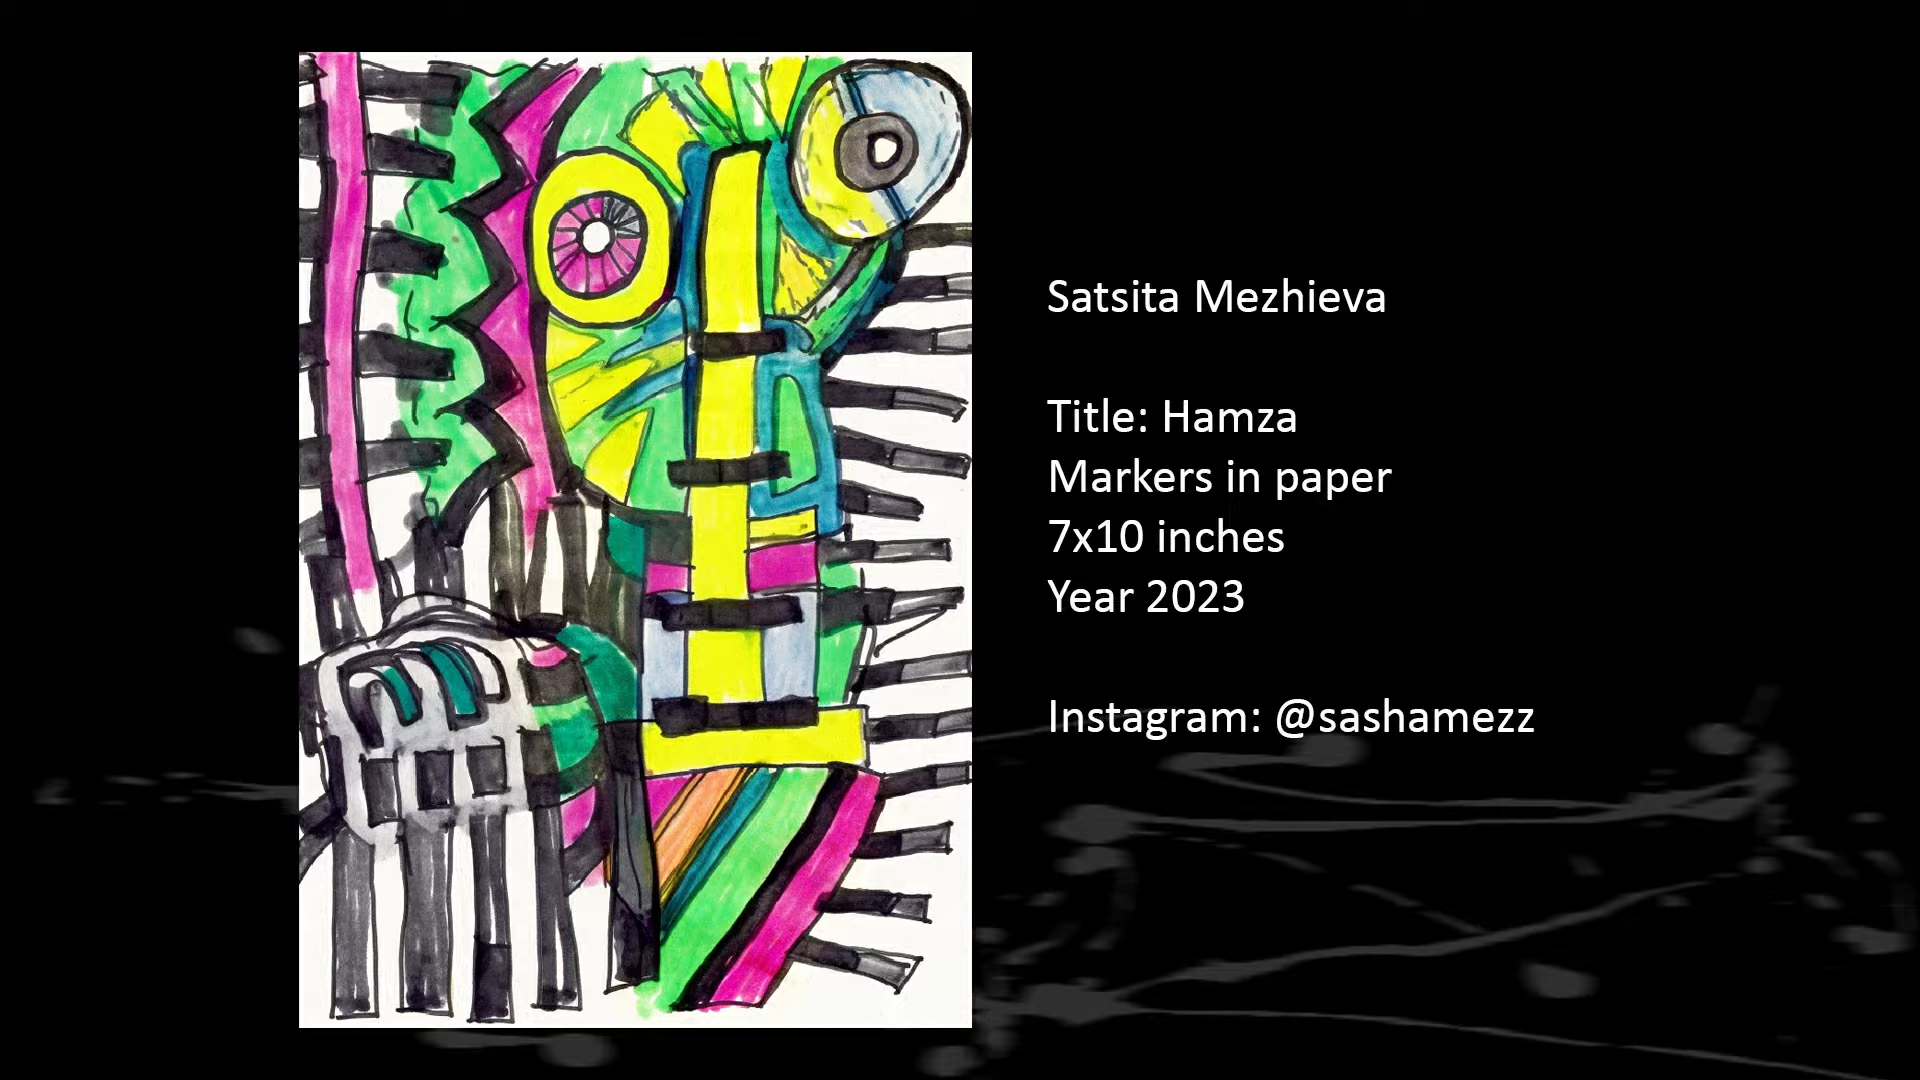 Satsita Mezhieva
Title: Hamza
Markers in paper
7x10 inches
Year 2023
Instagram: @sashamezz